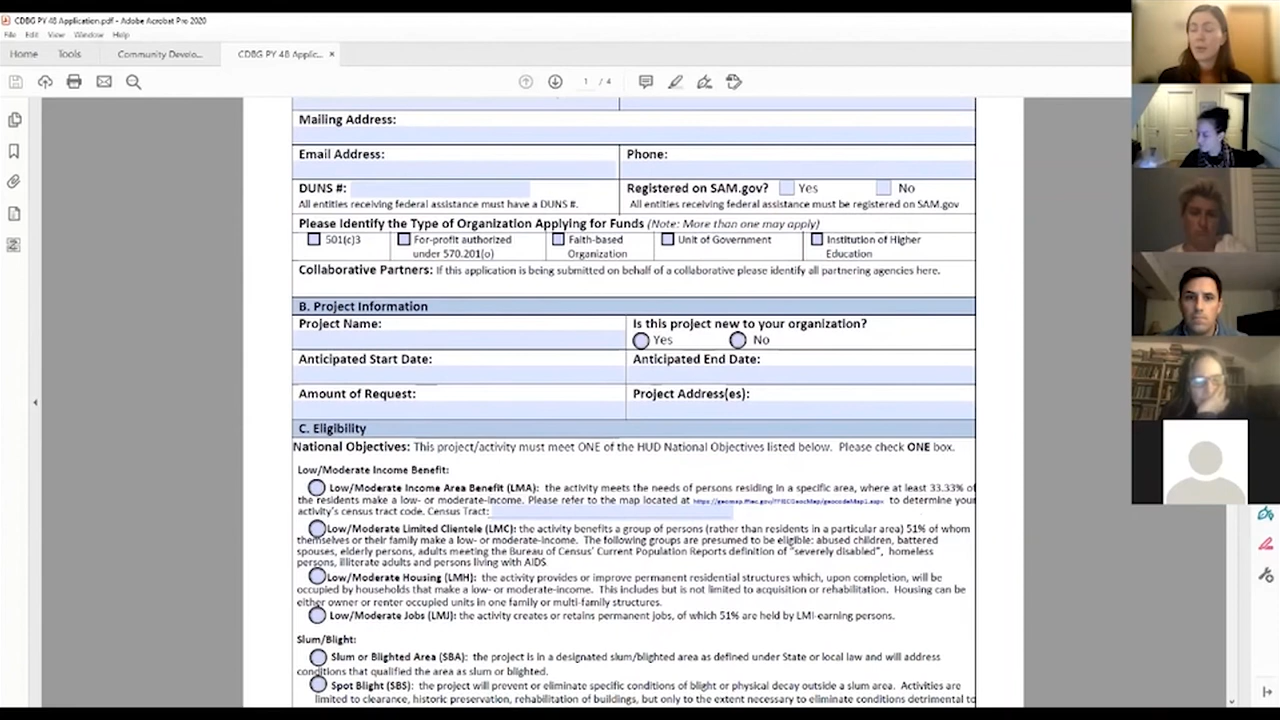 CDBG PY 48 Application.pdf - Adobe Acrobat Pro 2020
File Edit View Window Help
Home Tools Community Develo... CDBG PY 48 Applic... ×
1 / 4
Mailing Address:
Email Address: Phone:
DUNS #: Registered on SAM.gov? Yes No
All entities receiving federal assistance must have a DUNS #. All entities receiving federal assistance must be registered on SAM.gov
Please Identify the Type of Organization Applying for Funds (Note: More than one may apply)
501(c)3 For-profit authorized Faith-based Unit of Government Institution of Higher
under 570.201(o) Organization Education
Collaborative Partners: If this application is being submitted on behalf of a collaborative please identify all partnering agencies here.
B. Project Information
Project Name: Is this project new to your organization?
Yes No
Anticipated Start Date: Anticipated End Date:
Amount of Request: Project Address(es):
C. Eligibility
National Objectives: This project/activity must meet ONE of the HUD National Objectives listed below. Please check ONE box.
Low/Moderate Income Benefit:
Low/Moderate Income Area Benefit (LMA): the activity meets the needs of persons residing in a specific area, where at least 33.33% of
the residents make a low- or moderate-income. Please refer to the map located at to determine your
activity's census tract code. Census Tract:
Low/Moderate Limited Clientele (LMC): the activity benefits a group of persons (rather than residents in a particular area) 51% of whom
themselves or their family make a low- or moderate-income. The following groups are presumed to be eligible: abused children, battered
spouses, elderly persons, adults meeting the Bureau of Census' Current Population Reports definition of "severely disabled", homeless
persons, illiterate adults and persons living with AIDS
Low/Moderate Housing (LMH): the activity provides or improve permanent residential structures which, upon completion, will be
occupied by households that make a low- or moderate-income. This includes but is not limited to acquisition or rehabilitation. Housing can be
either owner or renter occupied units in one family or multi-family structures.
Low/Moderate Jobs (LMJ): the activity creates or retains permanent jobs, of which 51% are held by LMI-earning persons.
Slum/Blight:
Slum or Blighted Area (SBA): the project is in a designated slum/blighted area as defined under State or local law and will address
conditions that qualified the area as slum or blighted.
Spot Blight (SBS): the project will prevent or eliminate specific conditions of blight or physical decay outside a slum area. Activities are
limited to clearance, historic preservation, rehabilitation of buildings, but only to the extent necessary to eliminate conditions detrimental to